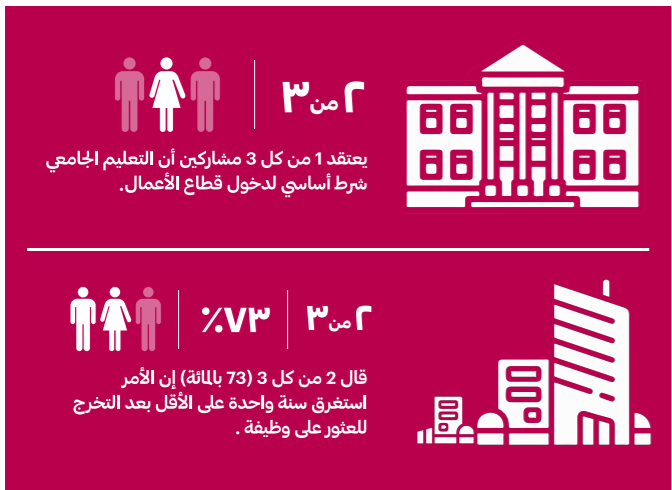 ٢ من ٣
يعتقد 1 من كل 3 مشاركين أن التعليم الجامعي
شرط أساسي لدخول قطاع الأعمال.
٢ من ٣
٧٣٪
قال 2 من كل 3 (73 بالمائة) إن الأمر
استغرق سنة واحدة على الأقل بعد التخرج
للعثور على وظيفة .